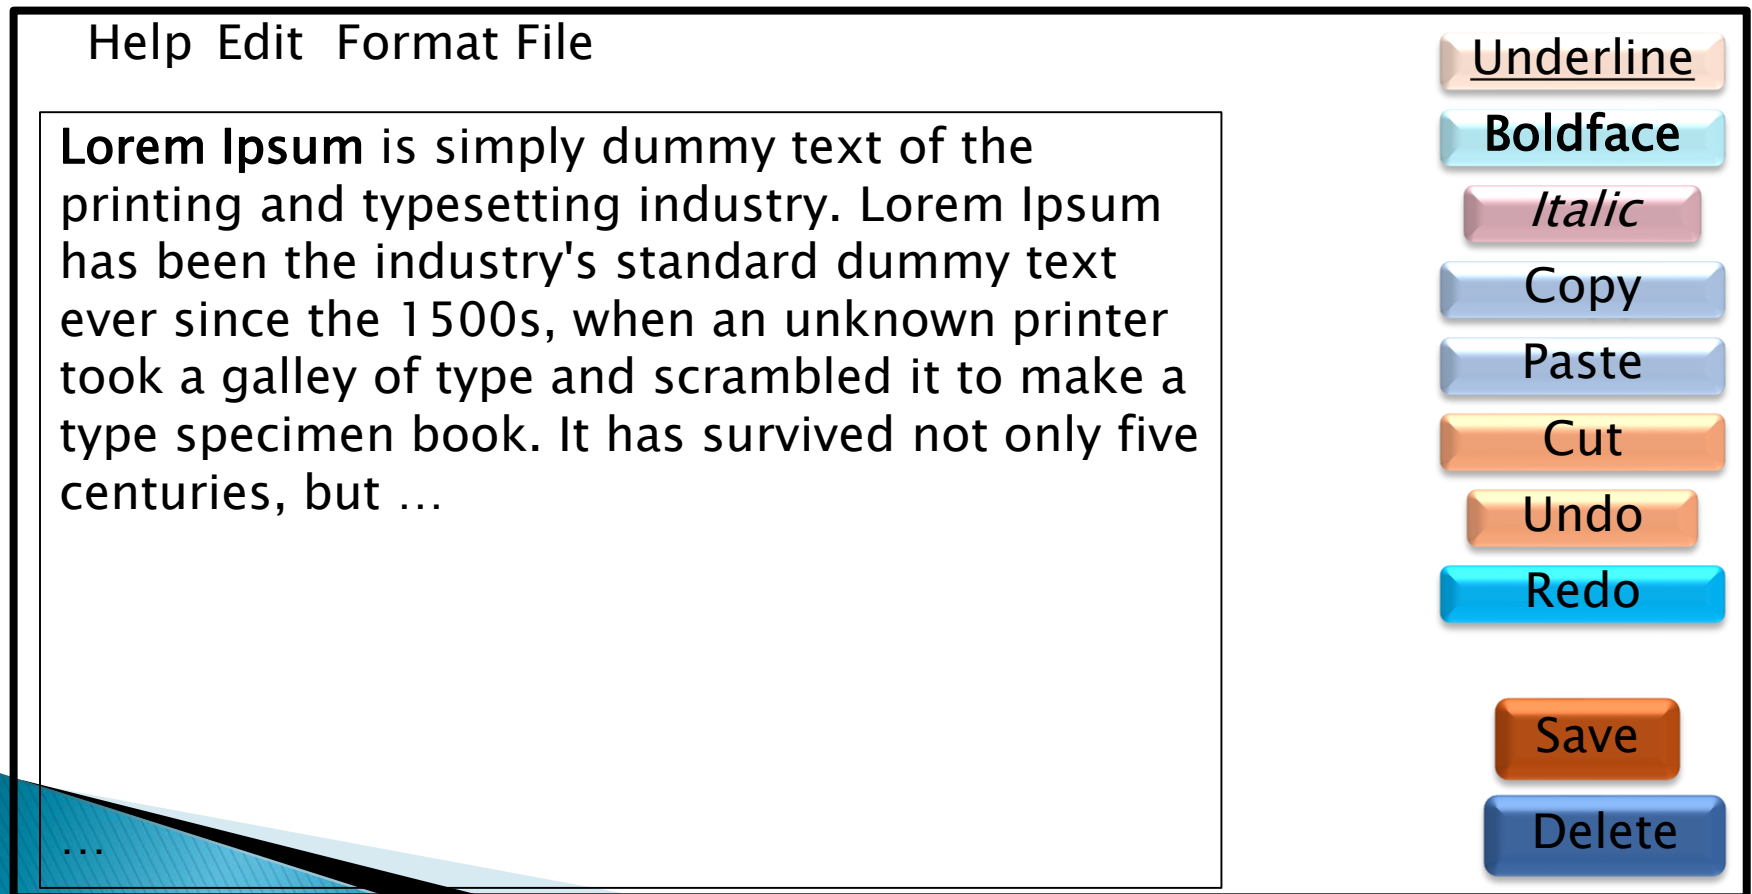 Help Edit Format File
Lorem Ipsum is simply dummy text of the
printing and typesetting industry. Lorem Ipsum
has been the industry's standard dummy text
ever since the 1500s, when an unknown printer
took a galley of type and scrambled it to make a
type specimen book. It has survived not only five
centuries, but …
…
Underline
Boldface
Italic
Copy
Paste
Cut
Undo
Redo
Save
Delete